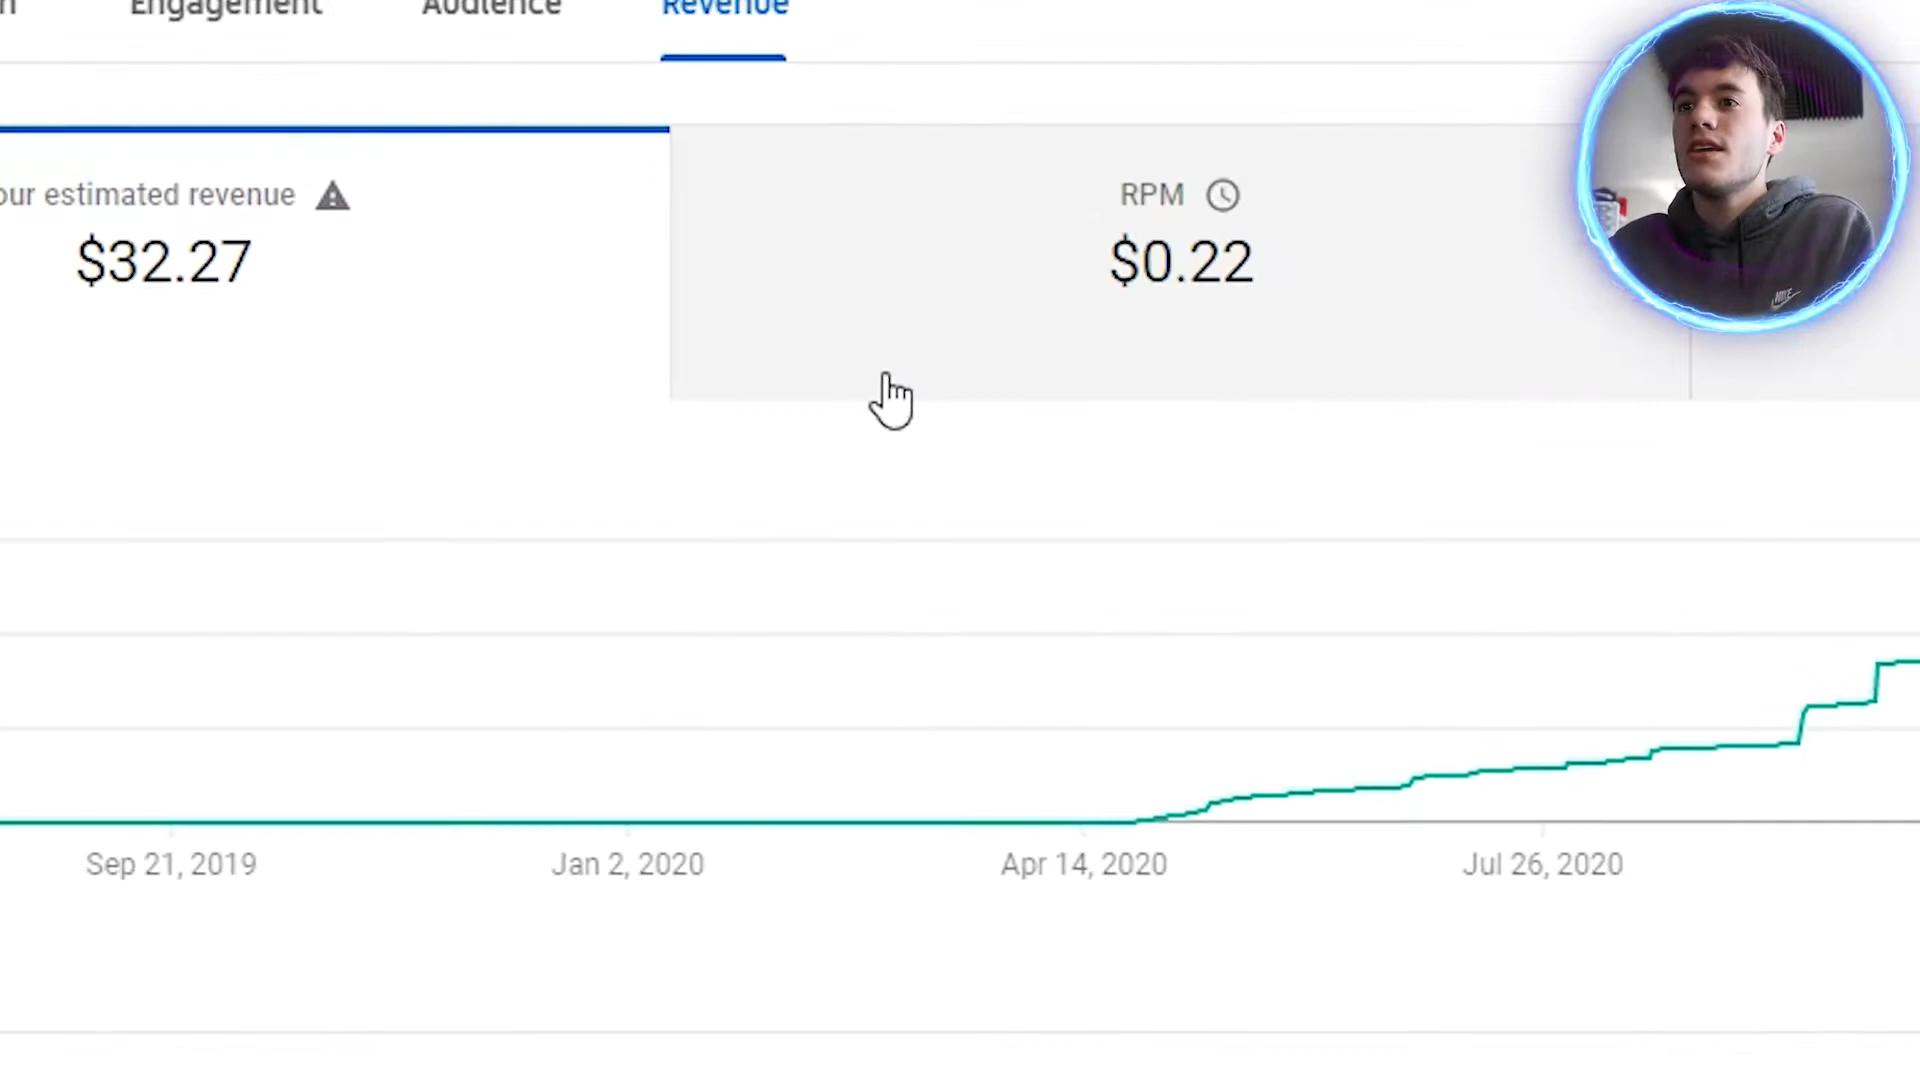 n Engagement Audience Revenue
our estimated revenue
$32.27
RPM
$0.22
Sep 21, 2019 Jan 2, 2020 Apr 14, 2020 Jul 26, 2020
NIKE